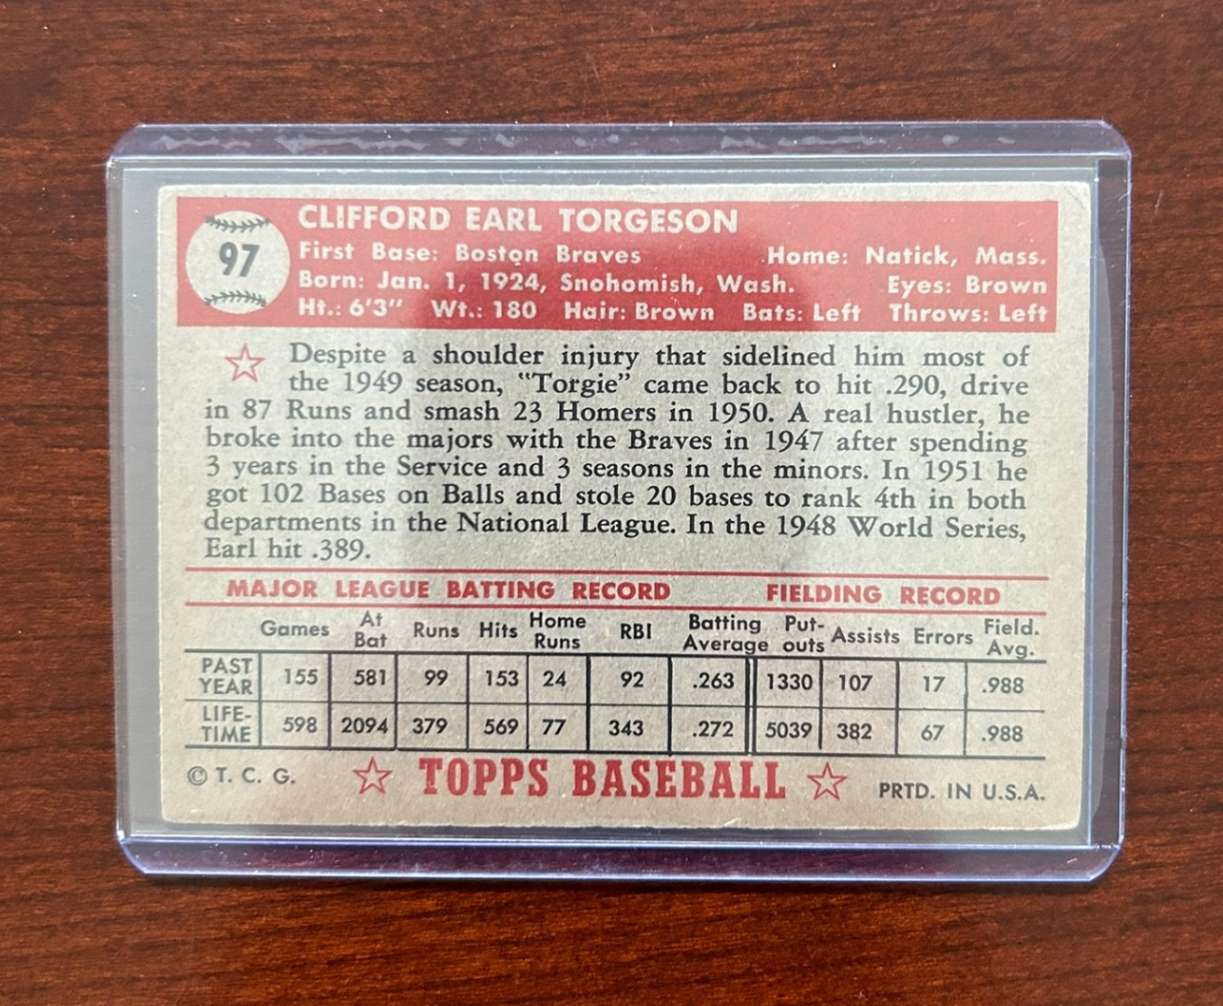 97
CLIFFORD EARL TORGESON
First Base: Boston Braves Home: Natick, Mass.
Born: Jan. 1, 1924, Snohomish, Wash. Eyes: Brown
Ht.: 6'3" Wt.: 180 Hair: Brown Bats: Left Throws: Left
Despite a shoulder injury that sidelined him most of
the 1949 season, "Torgie" came back to hit .290, drive
in 87 Runs and smash 23 Homers in 1950. A real hustler, he
broke into the majors with the Braves in 1947 after spending
3 years in the Service and 3 seasons in the minors. In 1951 he
got 102 Bases on Balls and stole 20 bases to rank 4th in both
departments in the National League. In the 1948 World Series,
Earl hit .389.
MAJOR LEAGUE BATTING RECORD FIELDING RECORD
Games At Bat Runs Hits Home Runs RBI Batting Average Put-outs Assists Errors Field. Avg.
PAST YEAR 155 581 99 153 24 92 .263 1330 107 17 .988
LIFE-TIME 598 2094 379 569 77 343 .272 5039 382 67 .988
© T. C. G. TOPPS BASEBALL PRTD. IN U.S.A.